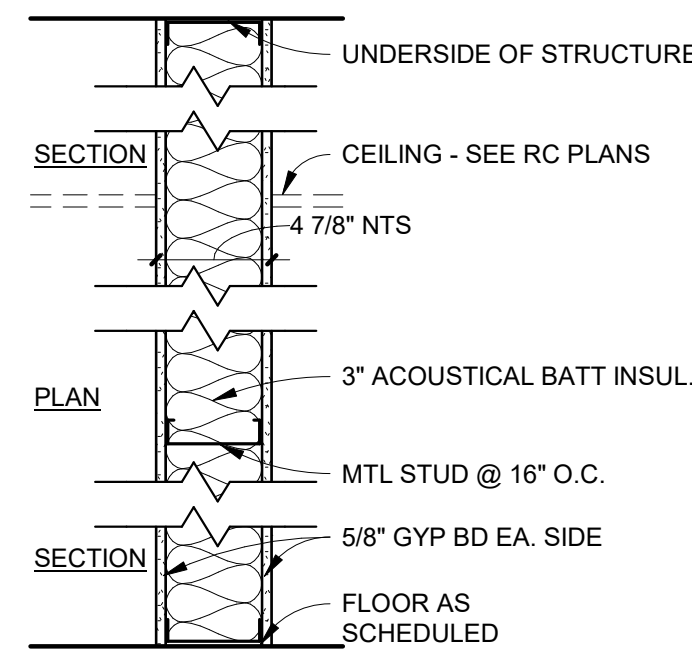 UNDERSIDE OF STRUCTURE
SECTION
CEILING - SEE RC PLANS
4 7/8" NTS
3" ACOUSTICAL BATT INSUL.
PLAN
MTL STUD @ 16" O.C.
5/8" GYP BD EA. SIDE
SECTION
FLOOR AS
SCHEDULED